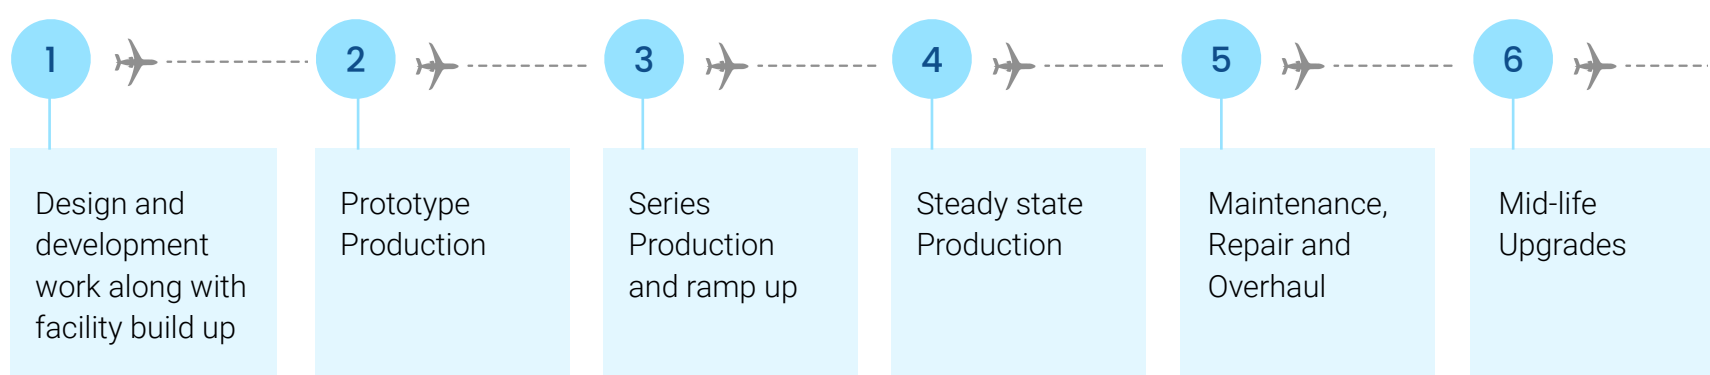 1
2
3
4
5
6
Design and
development
work along with
facility build up
Prototype
Production
Series
Production
and ramp up
Steady state
Production
Maintenance,
Repair and
Overhaul
Mid-life
Upgrades